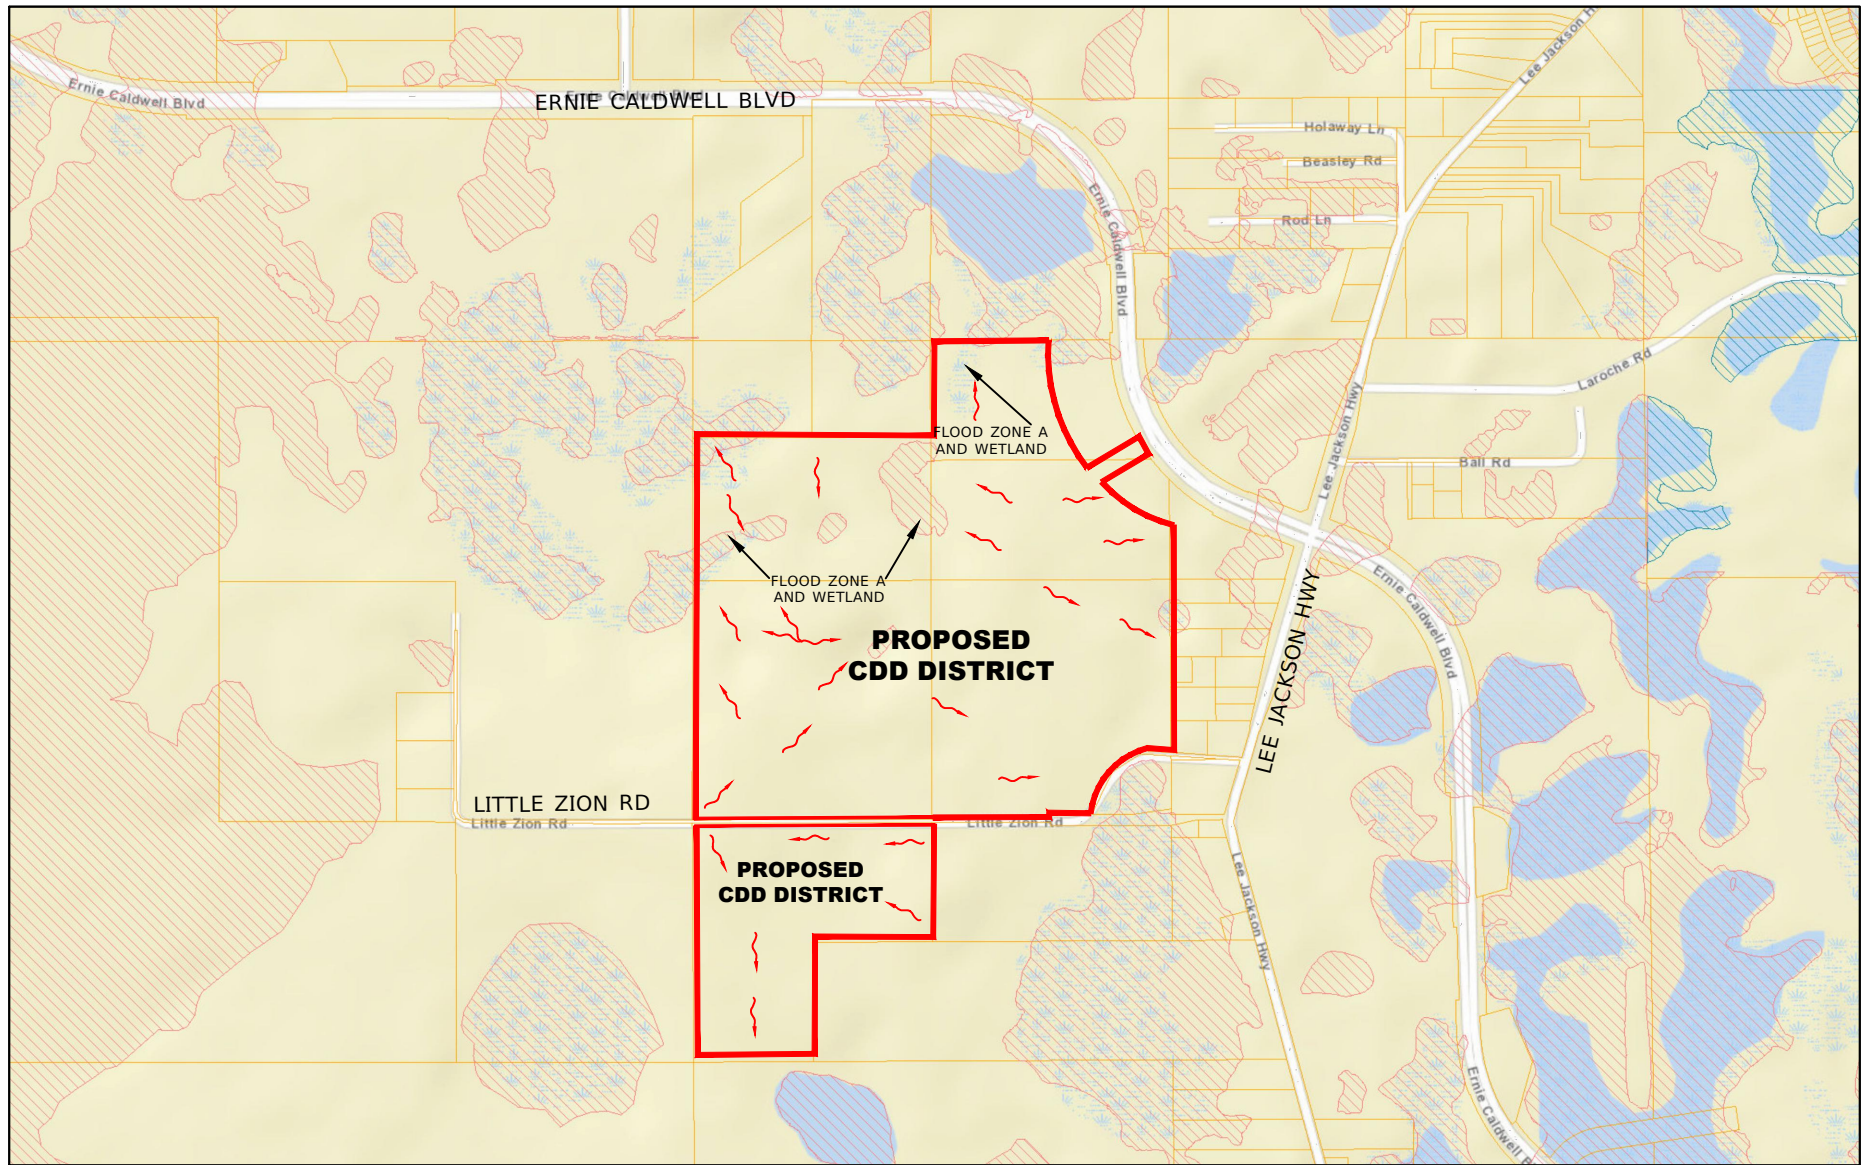 Lee Jackson H
Ernie Caldwell Blvd
Ernie Caldwell Blvd
ERNIE CALDWELL BLVD
Holaway Ln
Beasley Rd
Rod Ln
Ernie Caldwell Blvd
Laroche Rd
Lee Jackson Hwy
Ball Rd
FLOOD ZONE A
AND WETLAND
FLOOD ZONE A
AND WETLAND
Ernie Caldwell Blvd
LEE JACKSON HWY
PROPOSED
CDD DISTRICT
LITTLE ZION RD
Little Zion Rd
Little Zion Rd
PROPOSED
CDD DISTRICT
Lee Jackson Hwy
Ernie Caldwell B